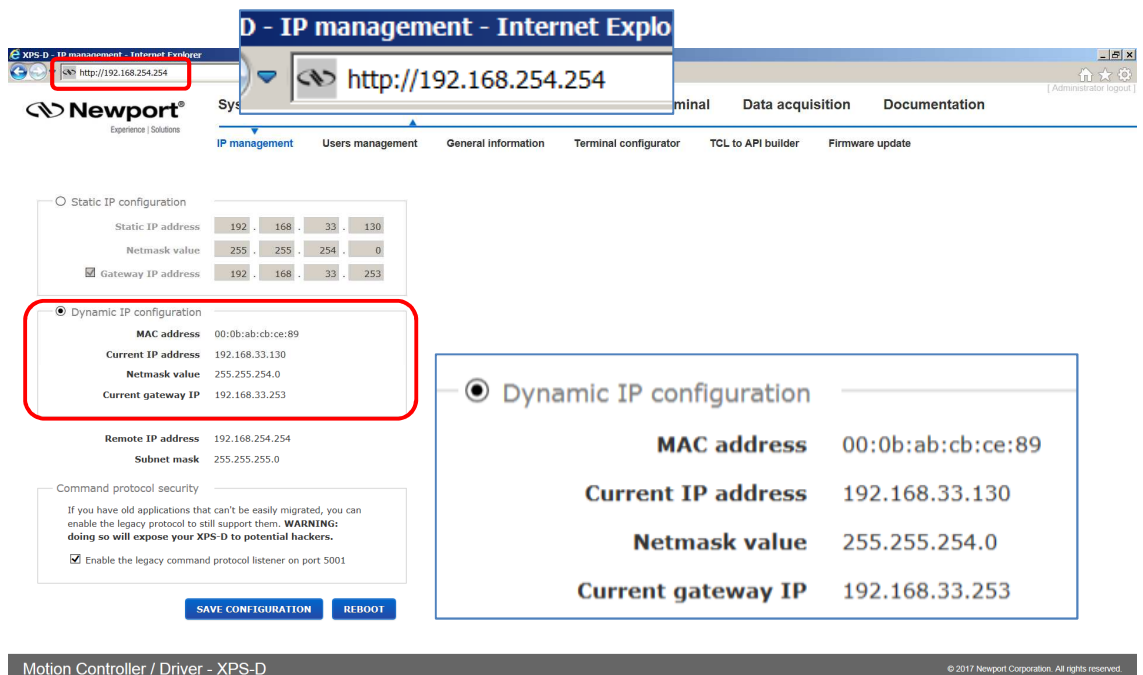 D - IP management - Internet Explo
XPS-D - IP management - Internet Explorer
http://192.168.254.254
http://192.168.254.254
[ Administrator logout ]
Newport®
Experience | Solutions
Sys
minal
Data acquisition
Documentation
IP management
Users management
General information
Terminal configurator
TCL to API builder
Firmware update
Static IP configuration
Static IP address 192 . 168 . 33 . 130
Netmask value 255 . 255 . 254 . 0
Gateway IP address 192 . 168 . 33 . 253
Dynamic IP configuration
MAC address 00:0b:ab:cb:ce:89
Current IP address 192.168.33.130
Netmask value 255.255.254.0
Current gateway IP 192.168.33.253
Remote IP address 192.168.254.254
Subnet mask 255.255.255.0
Command protocol security
If you have old applications that can't be easily migrated, you can
enable the legacy protocol to still support them. WARNING:
doing so will expose your XPS-D to potential hackers.
Enable the legacy command protocol listener on port 5001
SAVE CONFIGURATION
REBOOT
Dynamic IP configuration
MAC address 00:0b:ab:cb:ce:89
Current IP address 192.168.33.130
Netmask value 255.255.254.0
Current gateway IP 192.168.33.253
Motion Controller / Driver - XPS-D
© 2017 Newport Corporation. All rights reserved.